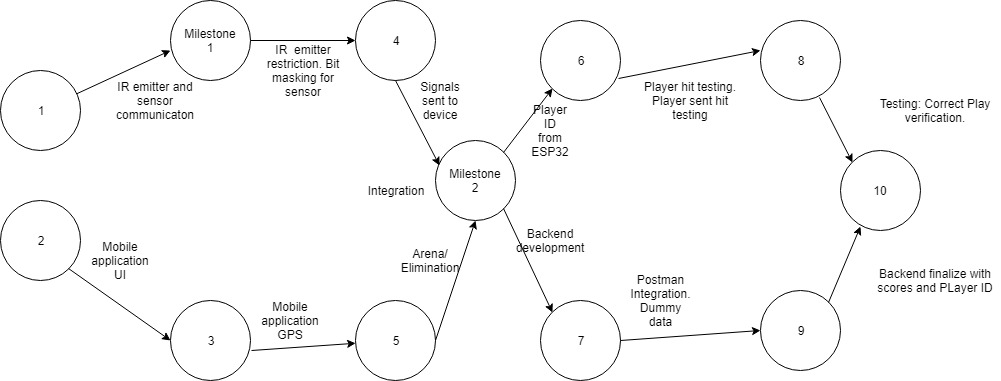 1
IR emitter and
sensor
communicaton
Milestone
1
IR  emitter
restriction. Bit
masking for
sensor
4
Signals
sent to
device
2
Mobile
application
UI
3
Mobile
application
GPS
5
Arena/
Elimination
Integration
Milestone
2
Player
ID
from
ESP32
6
Player hit testing.
Player sent hit
testing
8
Testing: Correct Play
verification.
Backend
development
7
Postman
Integration.
Dummy
data
9
Backend finalize with
scores and PLayer ID
10